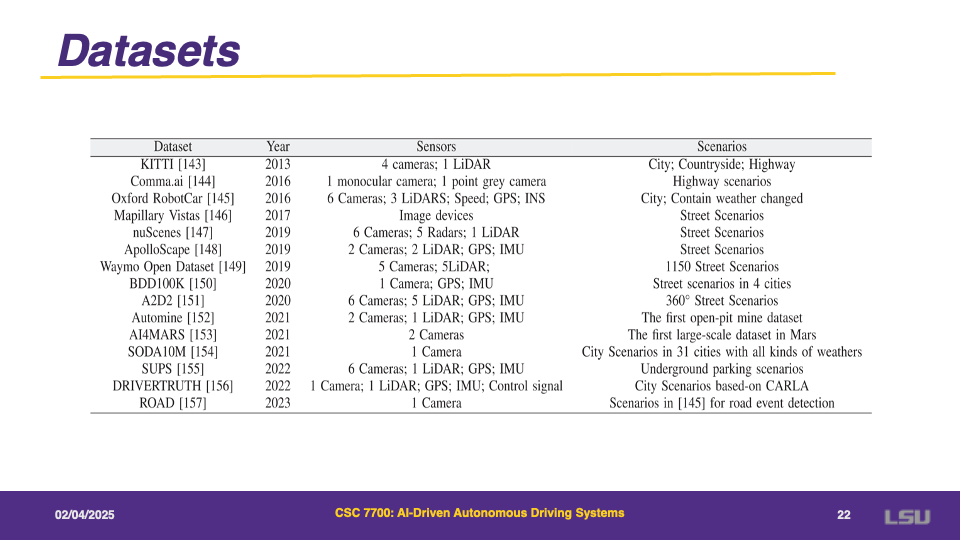 Datasets
Dataset Year Sensors Scenarios
KITTI [143] 2013 4 cameras; 1 LiDAR City; Countryside; Highway
Comma.ai [144] 2016 1 monocular camera; 1 point grey camera Highway scenarios
Oxford RobotCar [145] 2016 6 Cameras; 3 LiDARS; Speed; GPS; INS City; Contain weather changed
Mapillary Vistas [146] 2017 Image devices Street Scenarios
nuScenes [147] 2019 6 Cameras; 5 Radars; 1 LiDAR Street Scenarios
ApolloScape [148] 2019 2 Cameras; 2 LiDAR; GPS; IMU Street Scenarios
Waymo Open Dataset [149] 2019 5 Cameras; 5LiDAR; 1150 Street Scenarios
BDD100K [150] 2020 1 Camera; GPS; IMU Street scenarios in 4 cities
A2D2 [151] 2020 6 Cameras; 5 LiDAR; GPS; IMU 360° Street Scenarios
Automine [152] 2021 2 Cameras; 1 LiDAR; GPS; IMU The first open-pit mine dataset
AI4MARS [153] 2021 2 Cameras The first large-scale dataset in Mars
SODA10M [154] 2021 1 Camera City Scenarios in 31 cities with all kinds of weathers
SUPS [155] 2022 6 Cameras; 1 LiDAR; GPS; IMU Underground parking scenarios
DRIVERTRUTH [156] 2022 1 Camera; 1 LiDAR; GPS; IMU; Control signal City Scenarios based-on CARLA
ROAD [157] 2023 1 Camera Scenarios in [145] for road event detection
02/04/2025 CSC 7700: AI-Driven Autonomous Driving Systems 22 LSU